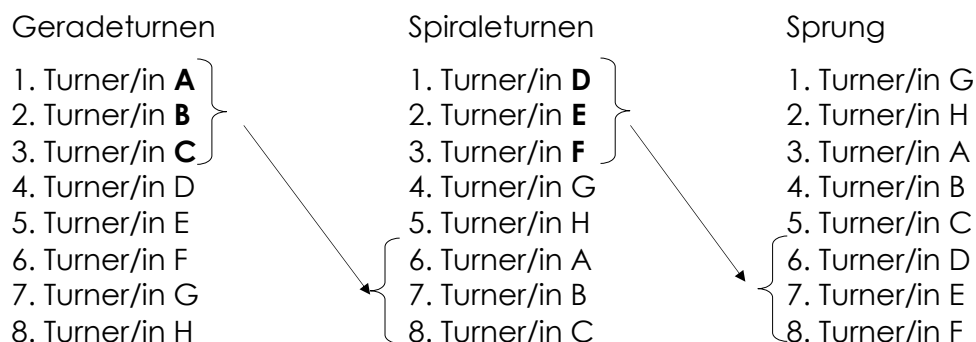 Geradeturnen
1. Turner/in A
2. Turner/in B
3. Turner/in C
4. Turner/in D
5. Turner/in E
6. Turner/in F
7. Turner/in G
8. Turner/in H
Spiraleturnen
1. Turner/in D
2. Turner/in E
3. Turner/in F
4. Turner/in G
5. Turner/in H
6. Turner/in A
7. Turner/in B
8. Turner/in C
Sprung
1. Turner/in G
2. Turner/in H
3. Turner/in A
4. Turner/in B
5. Turner/in C
6. Turner/in D
7. Turner/in E
8. Turner/in F